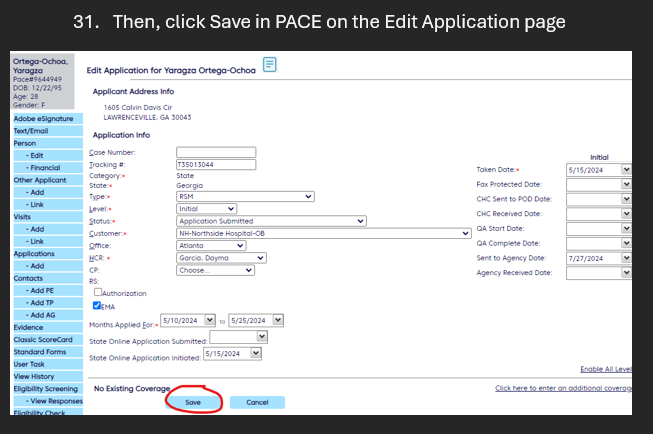 31. Then, click Save in PACE on the Edit Application page
Ortega-Ochoa,
Yaragza
Pace#9644949
DOB: 12/22/95
Age: 28
Gender: F
Adobe eSignature
Text/Email
Person
- Edit
- Financial
Other Applicant
- Add
- Link
Visits
- Add
- Link
Applications
- Add
Contacts
- Add PE
- Add TP
- Add AG
Evidence
Classic ScoreCard
Standard Forms
User Task
View History
Eligibility Screening
- View Responses
Eligibility Check
Edit Application for Yaragza Ortega-Ochoa
Applicant Address Info
1605 Calvin Davis Cir
LAWRENCEVILLE, GA 30043
Application Info
Case Number:
Tracking #: T35013044
Category:* State
State:* Georgia
Type:* RSM
Level:* Initial
Status:* Application Submitted
Customer:* NH-Northside Hospital-OB
Office: Atlanta
HCR:* Garcia, Dayma
CP: Choose...
RS:
Authorization
EMA
Months Applied For:* 5/10/2024 to 5/25/2024
State Online Application Submitted:
State Online Application Initiated: 5/15/2024
Initial
Taken Date:* 5/15/2024
Fax Protected Date:
CHC Sent to POD Date:
CHC Received Date:
QA Start Date:
QA Complete Date:
Sent to Agency Date: 7/27/2024
Agency Received Date:
Enable All Level
No Existing Coverage
Click here to enter an additional coverag
Save Cancel